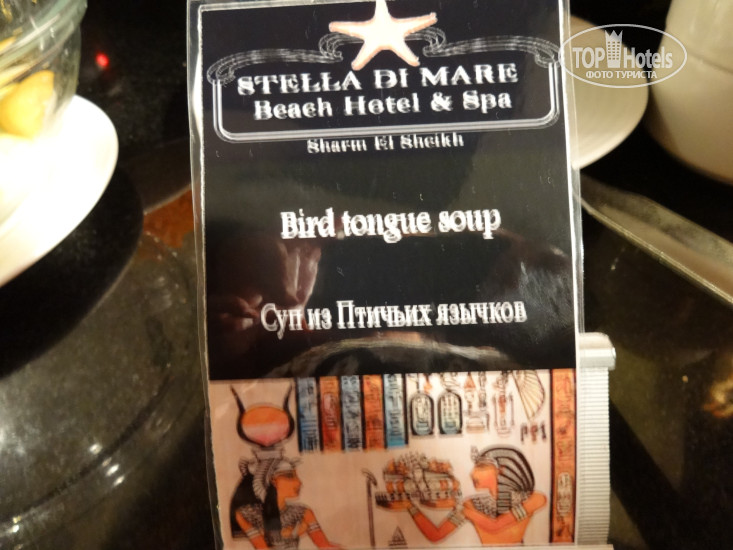 TOP Hotels
ФОТО ТУРИСТА
STELLA DI MARE
Beach Hotel & Spa
Sharm El Sheikh
Bird tongue soup
Суп из Птичьих язычков